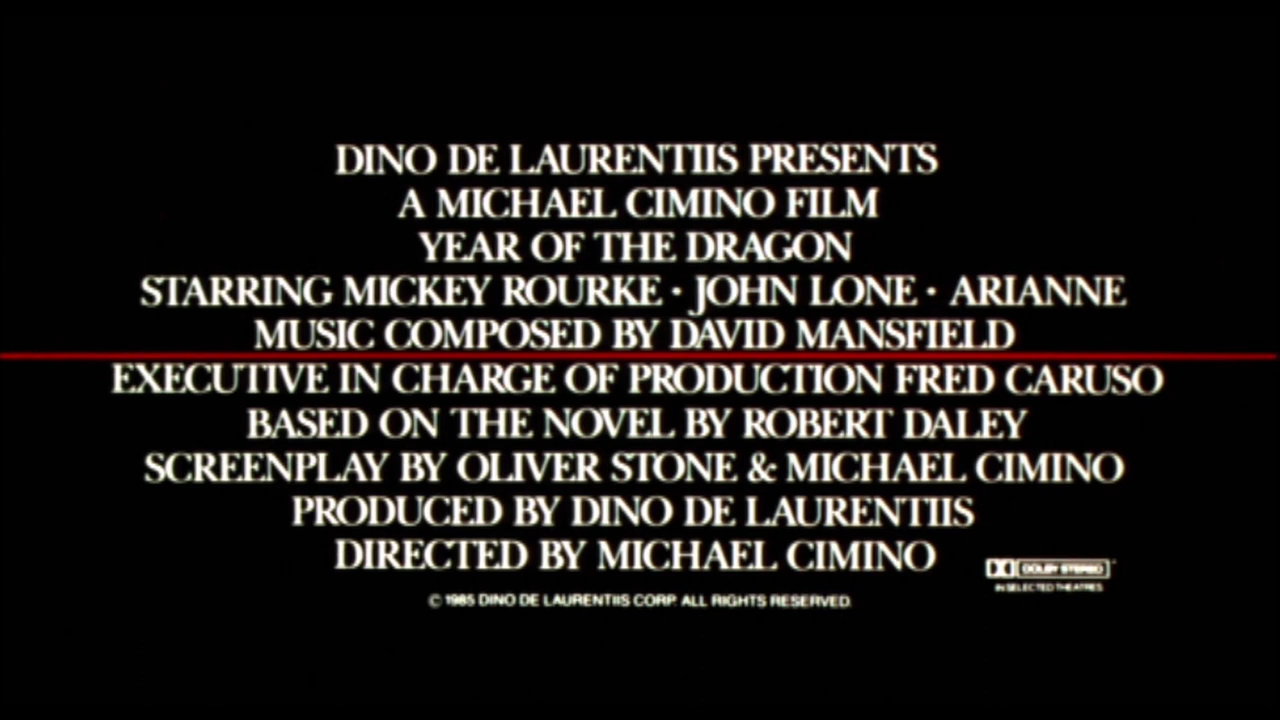 DINO DE LAURENTIIS PRESENTS
A MICHAEL CIMINO FILM
YEAR OF THE DRAGON
STARRING MICKEY ROURKE · JOHN LONE · ARIANNE
MUSIC COMPOSED BY DAVID MANSFIELD
EXECUTIVE IN CHARGE OF PRODUCTION FRED CARUSO
BASED ON THE NOVEL BY ROBERT DALEY
SCREENPLAY BY OLIVER STONE & MICHAEL CIMINO
PRODUCED BY DINO DE LAURENTIIS
DIRECTED BY MICHAEL CIMINO
DOLBY STEREO
IN SELECTED THEATRES
© 1985 DINO DE LAURENTIIS CORP. ALL RIGHTS RESERVED.